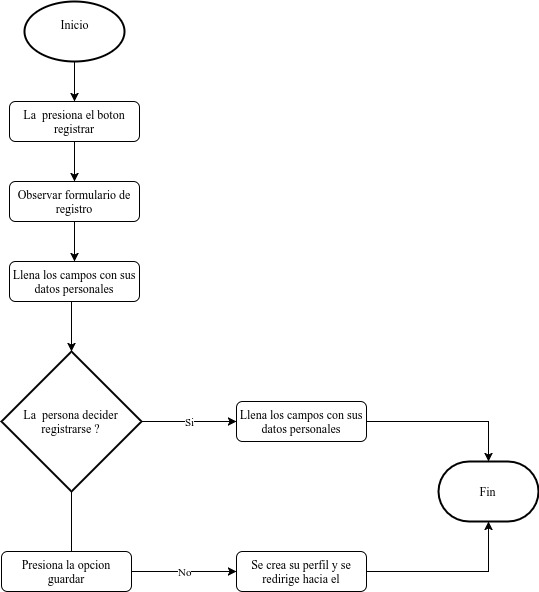 Inicio
La presiona el boton
registrar
Observar formulario de
registro
Llena los campos con sus
datos personales
La persona decider
registrarse ?
Si
Llena los campos con sus
datos personales
Fin
Presiona la opcion
guardar
No
Se crea su perfil y se
redirige hacia el